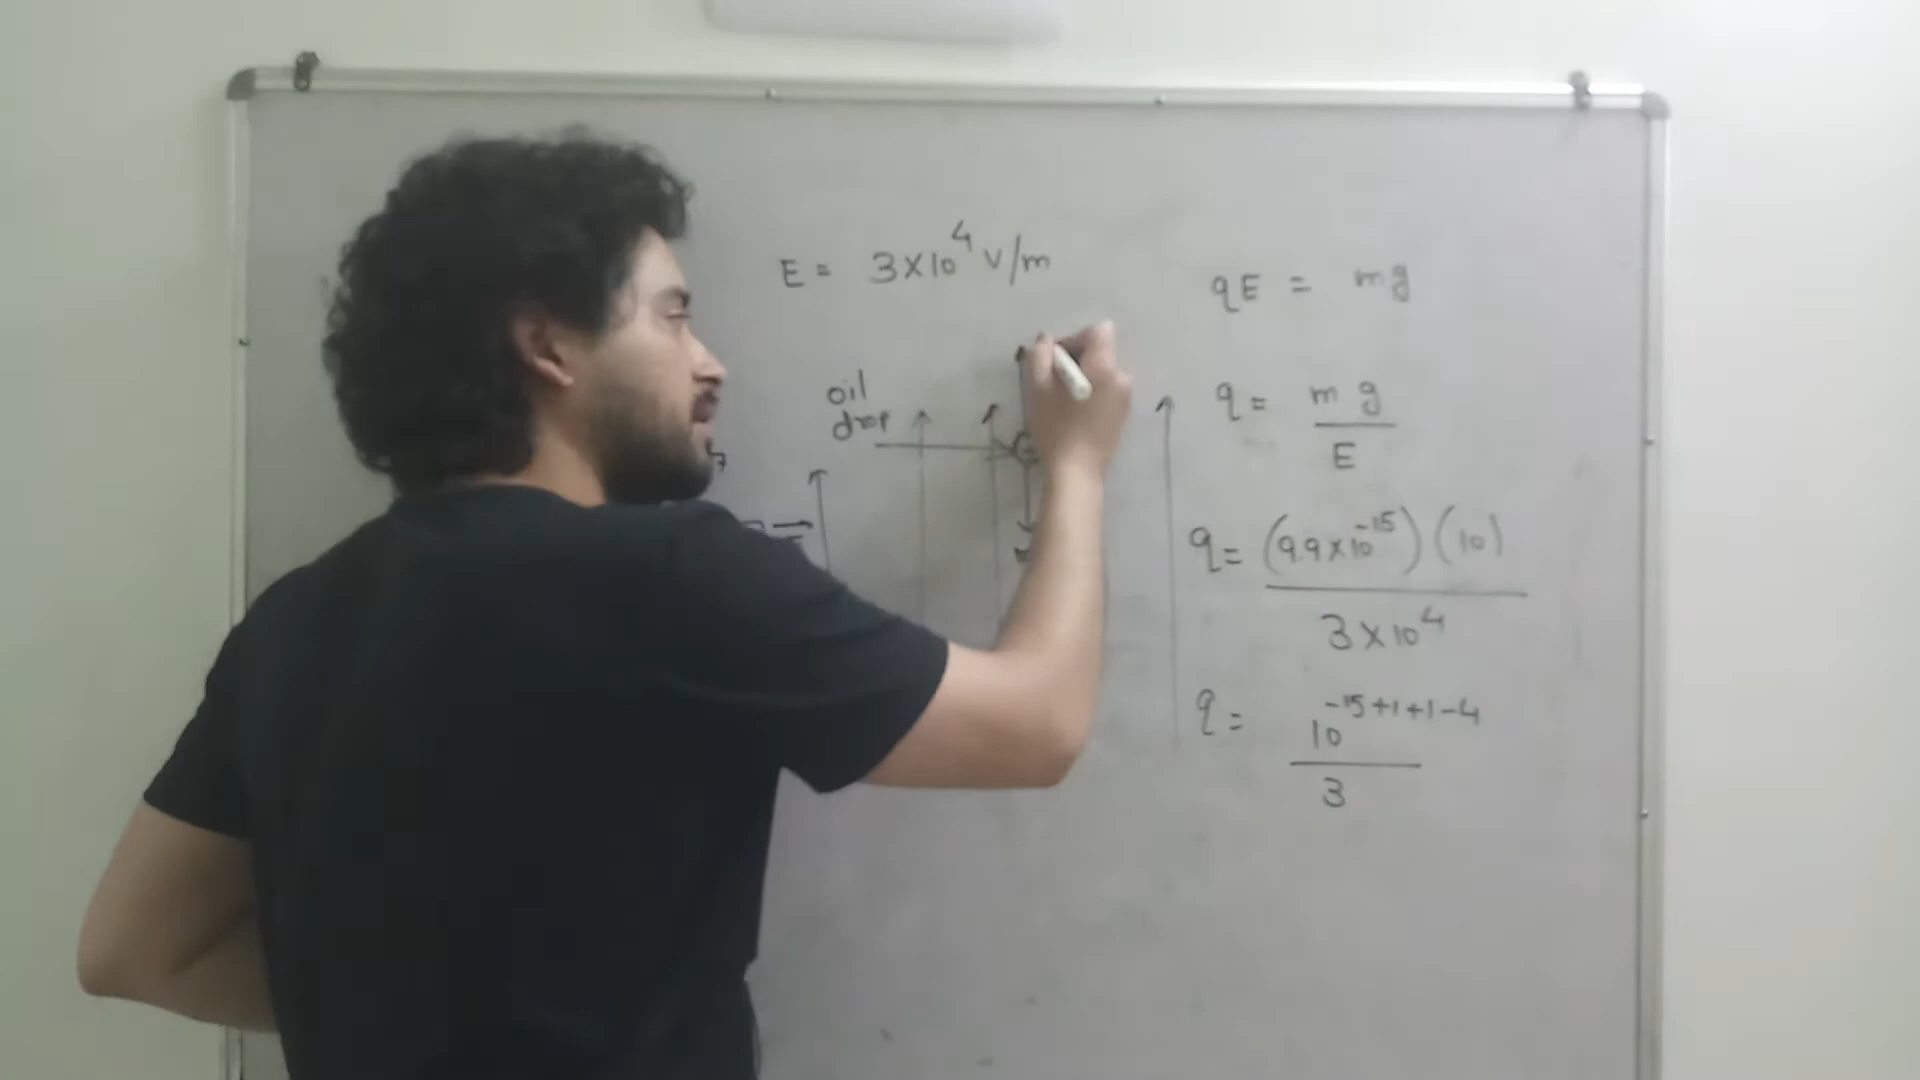 E = 3×10⁴ V/m
oil
drop
qE = mg
q = mg
E
q = (9.9×10⁻¹⁵)(10)
3×10⁴
q = 10⁻¹⁵⁺¹⁺¹⁻⁴
3